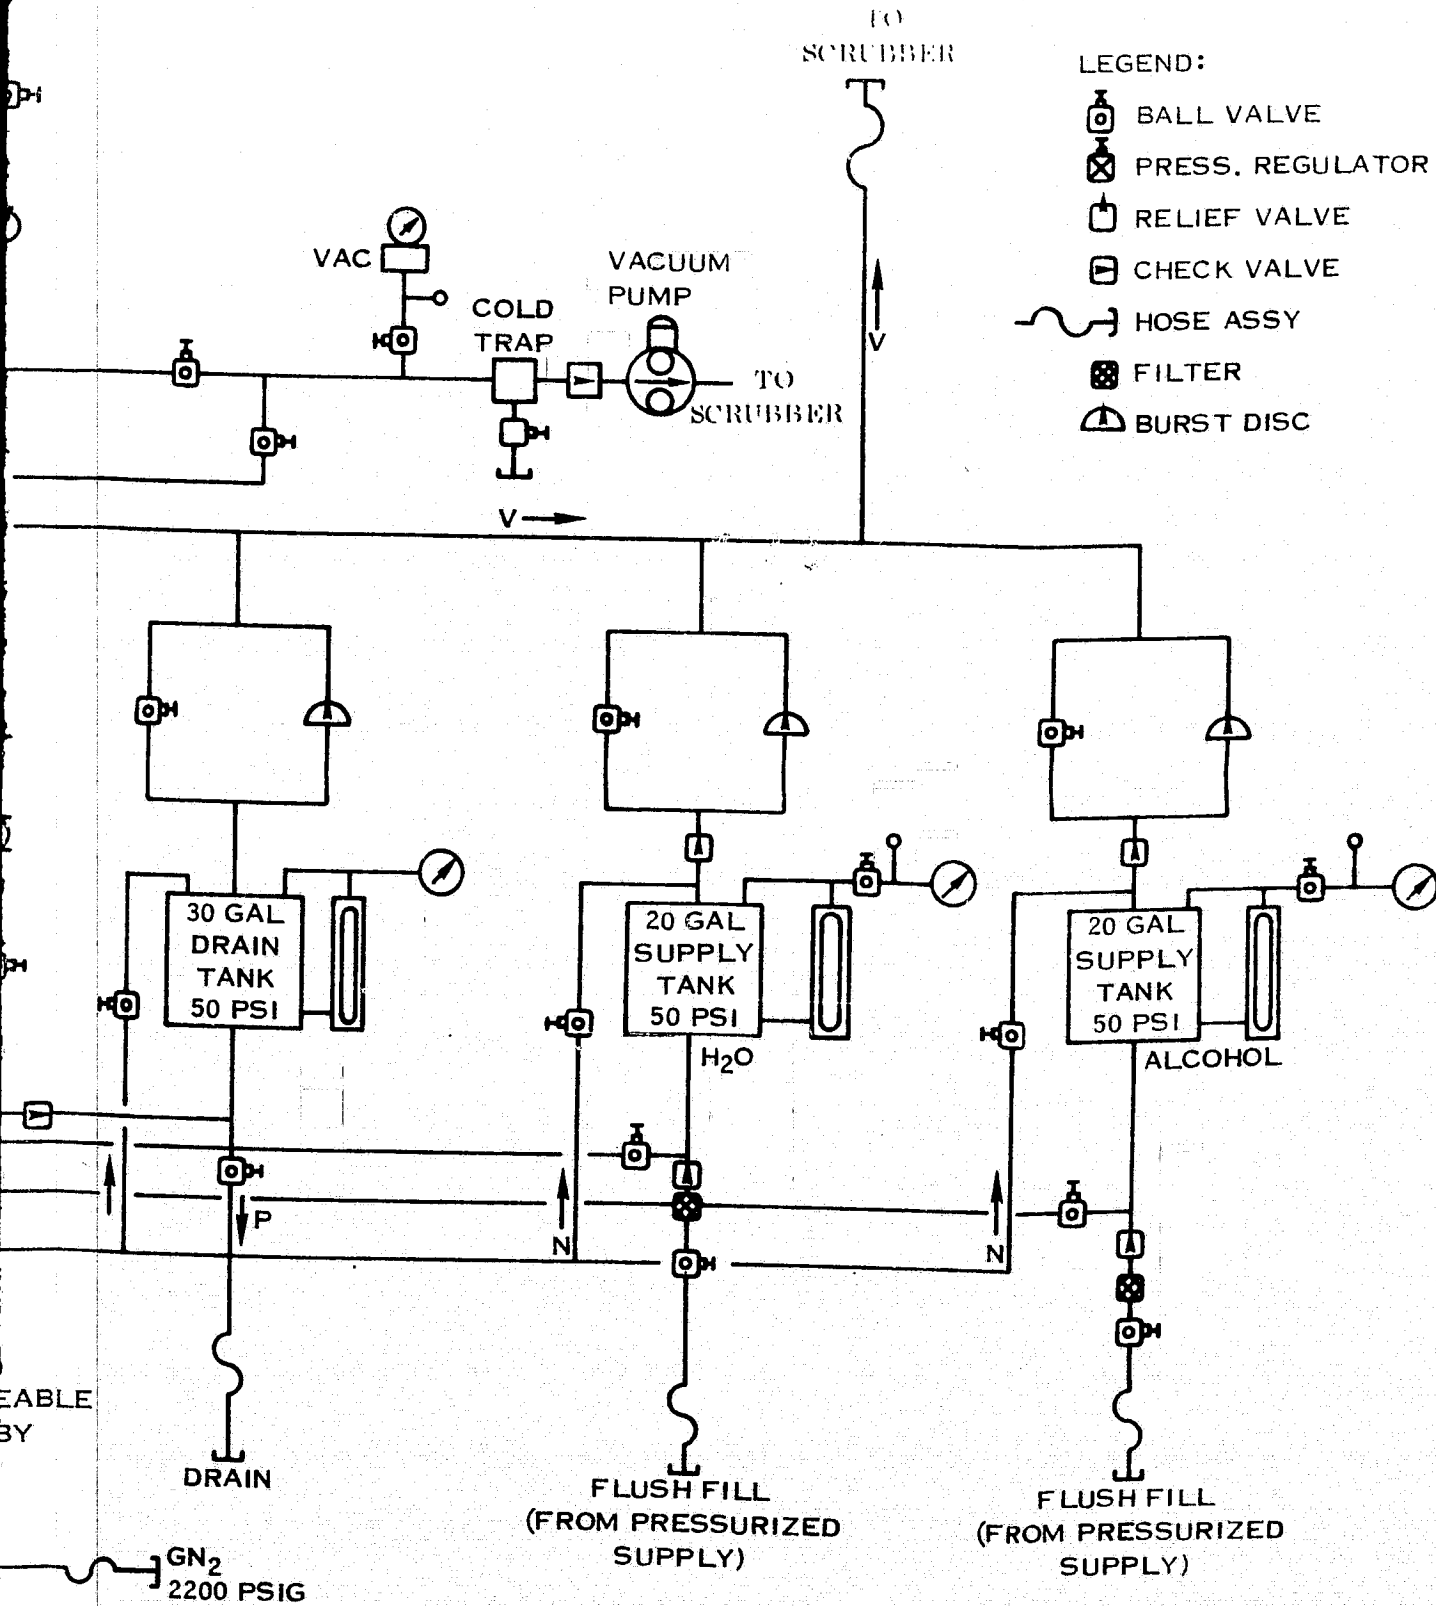 TO
SCRUBBER
LEGEND:
BALL VALVE
PRESS. REGULATOR
RELIEF VALVE
CHECK VALVE
HOSE ASSY
FILTER
BURST DISC
VAC
COLD
TRAP
VACUUM
PUMP
TO
SCRUBBER
V
V
30 GAL
DRAIN
TANK
50 PSI
20 GAL
SUPPLY
TANK
50 PSI
H2O
20 GAL
SUPPLY
TANK
50 PSI
ALCOHOL
P
N
N
EABLE
BY
DRAIN
FLUSH FILL
(FROM PRESSURIZED
SUPPLY)
FLUSH FILL
(FROM PRESSURIZED
SUPPLY)
GN2
2200 PSIG